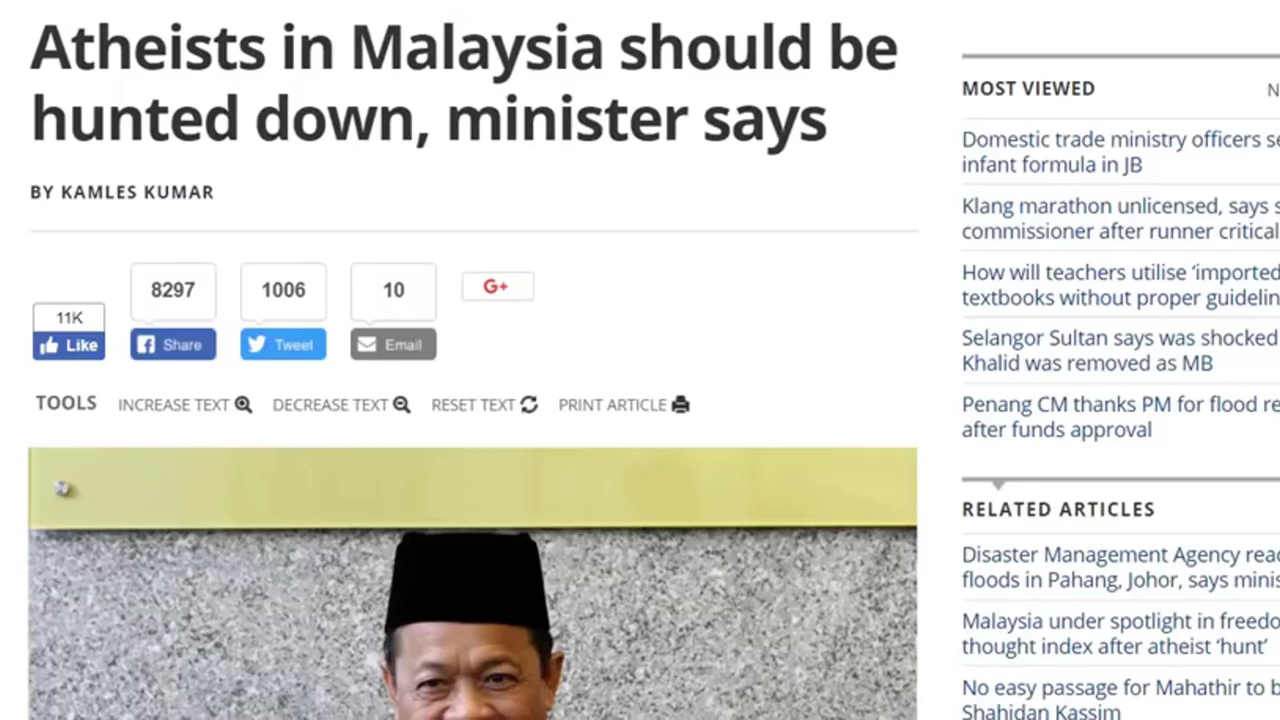 Atheists in Malaysia should be
hunted down, minister says
BY KAMLES KUMAR
11K
Like
8297
Share
1006
Tweet
10
Email
G+
TOOLS INCREASE TEXT DECREASE TEXT RESET TEXT PRINT ARTICLE
MOST VIEWED
Domestic trade ministry officers
infant formula in JB
Klang marathon unlicensed, says
commissioner after runner
How will teachers utilise ‘imported
textbooks without proper
Selangor Sultan says was shocked
Khalid was removed as MB
Penang CM thanks PM for flood
after funds approval
RELATED ARTICLES
Disaster Management Agency
floods in Pahang, Johor, says
Malaysia under spotlight in
thought index after atheist ‘hunt’
No easy passage for Mahathir to
Shahidan Kassim